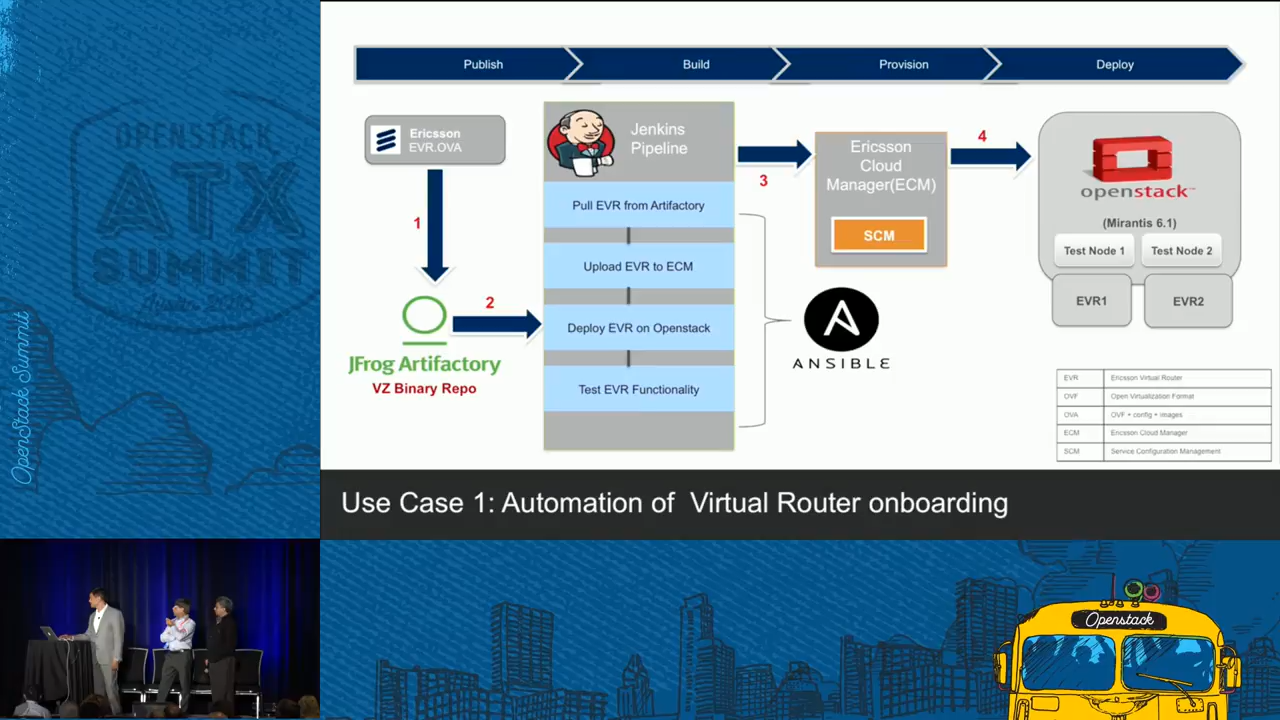 Publish
Build
Provision
Deploy
Ericsson
EVR.OVA
1
JFrog Artifactory
VZ Binary Repo
2
Jenkins
Pipeline
Pull EVR from Artifactory
Upload EVR to ECM
Deploy EVR on Openstack
Test EVR Functionality
3
Ericsson
Cloud
Manager(ECM)
SCM
A
ANSIBLE
4
openstack™
(Mirantis 6.1)
Test Node 1
Test Node 2
EVR1
EVR2
EVR Ericsson Virtual Router
OVF Open Virtualization Format
OVA OVF + config + images
ECM Ericsson Cloud Manager
SCM Service Configuration Management
Use Case 1: Automation of Virtual Router onboarding
OPENSTACK
ATX
SUMMIT
OpenStack Summit
Openstack